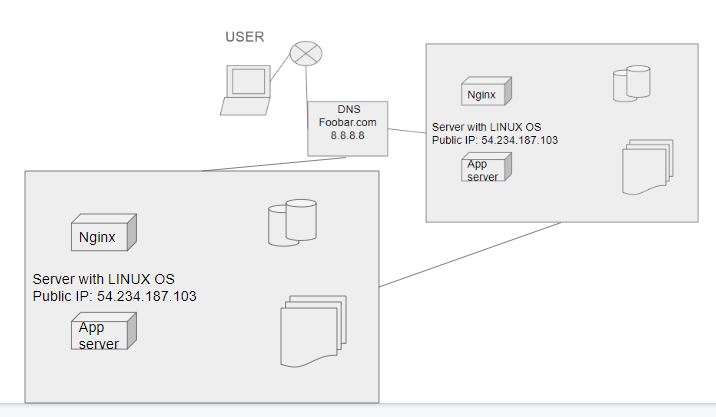 USER
DNS
Foobar.com
8.8.8.8
Nginx
Server with LINUX OS
Public IP: 54.234.187.103
App
server
Nginx
Server with LINUX OS
Public IP: 54.234.187.103
App
server